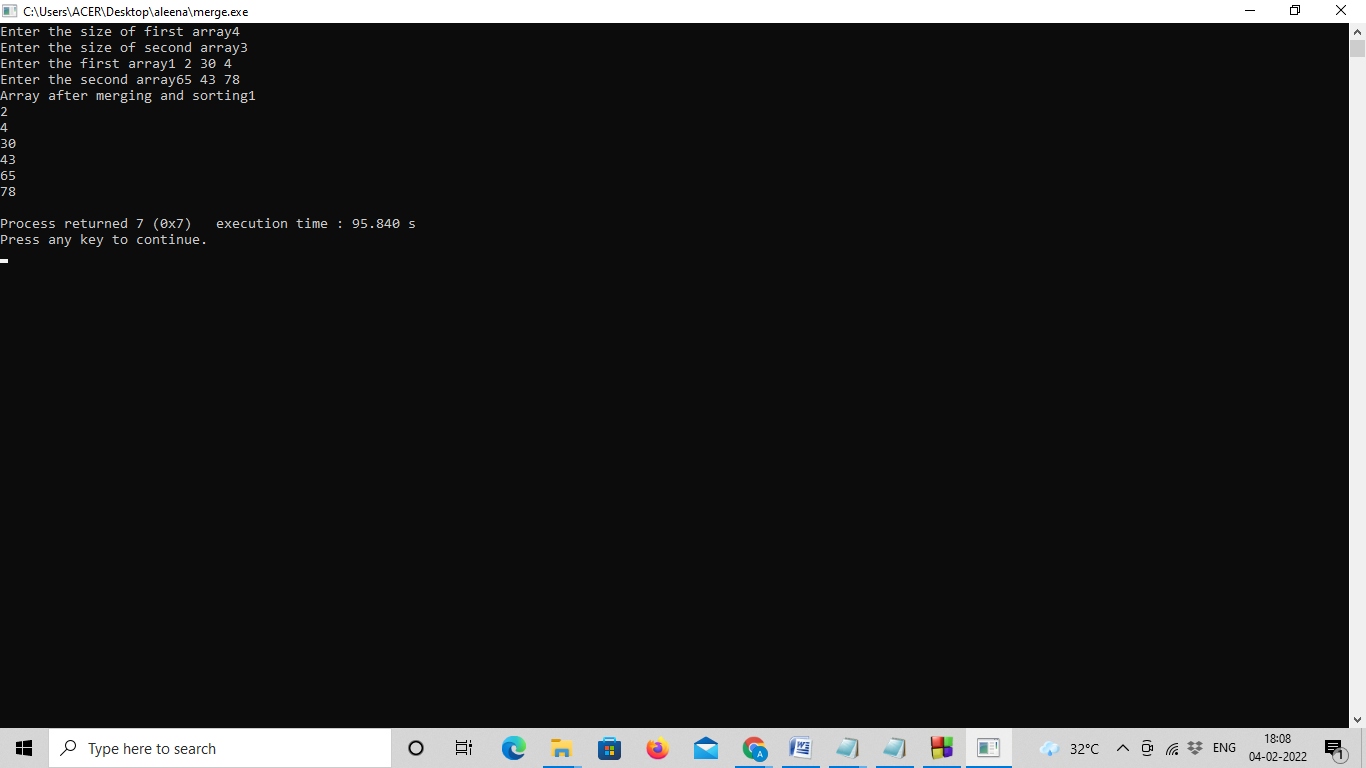 C:\Users\ACER\Desktop\aleena\merge.exe
Enter the size of first array4
Enter the size of second array3
Enter the first array1 2 30 4
Enter the second array65 43 78
Array after merging and sorting1
2
4
30
43
65
78
Process returned 7 (0x7)   execution time : 95.840 s
Press any key to continue.
Type here to search
A
W
32°C
ENG
18:08
04-02-2022
1